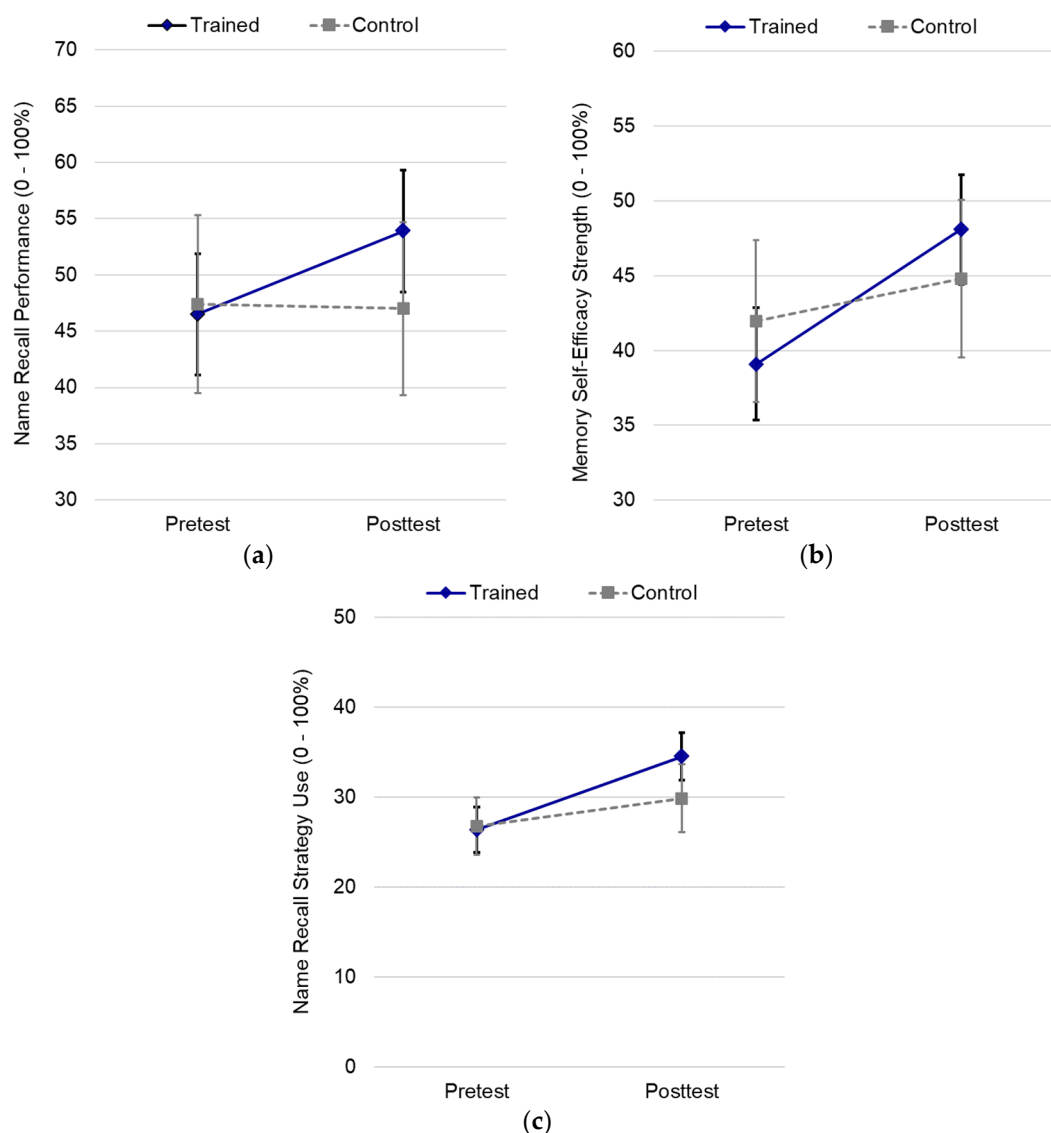 Trained Control
Name Recall Performance (0 - 100%)
70
65
60
55
50
45
40
35
30
Pretest Posttest
(a)
Trained Control
Memory Self-Efficacy Strength (0 - 100%)
60
55
50
45
40
35
30
Pretest Posttest
(b)
Trained Control
Name Recall Strategy Use (0 - 100%)
50
40
30
20
10
0
Pretest Posttest
(c)